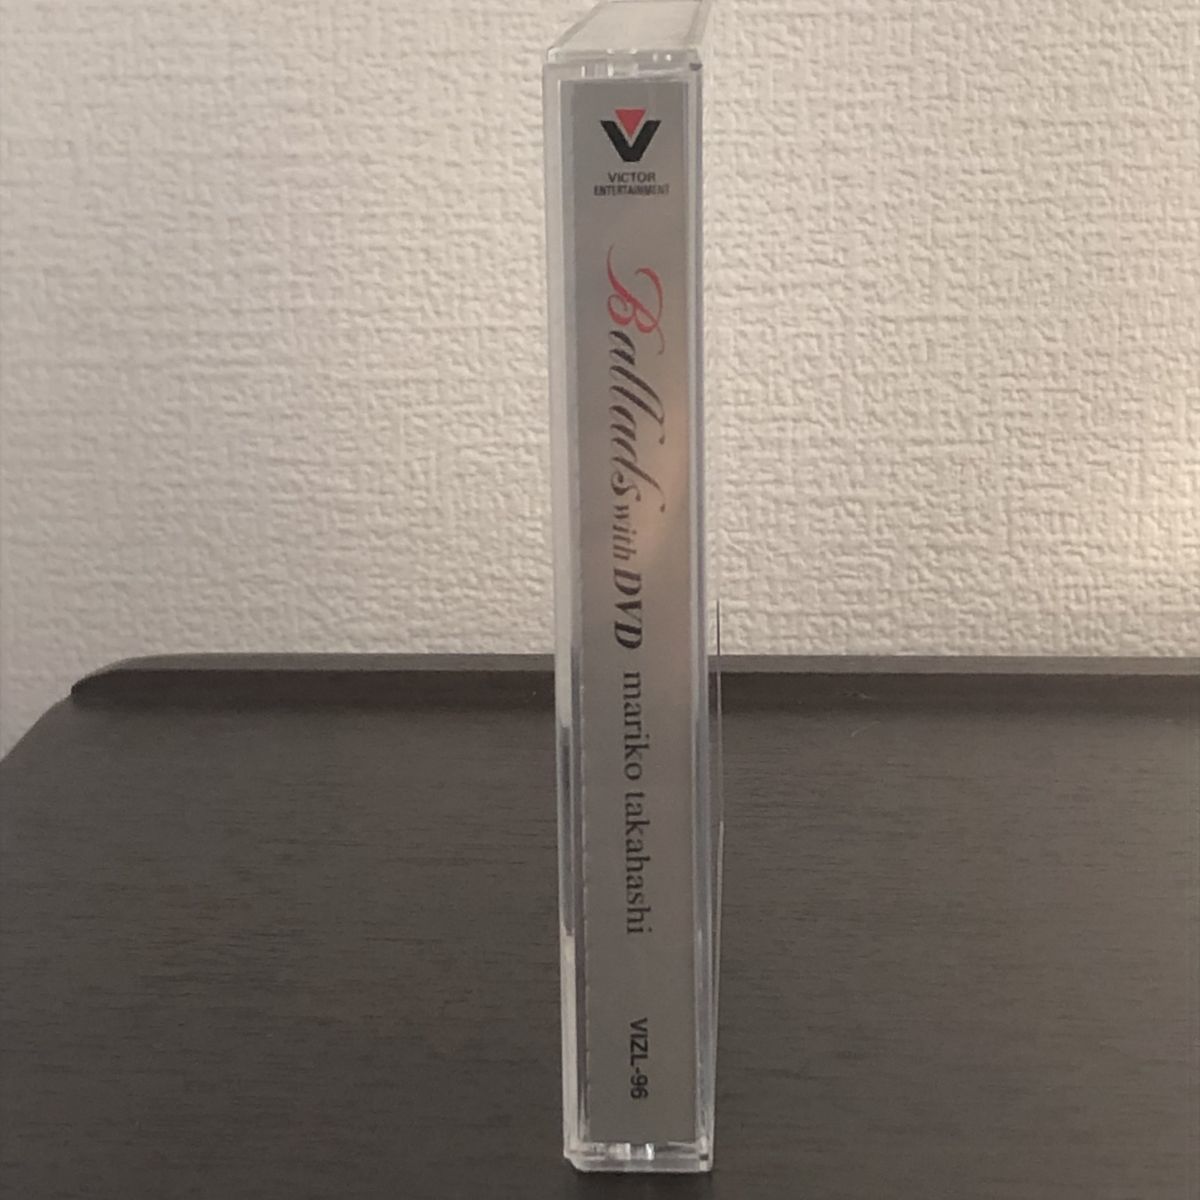 VICTOR
ENTERTAINMENT
Ballads with DVD mariko takahashi
VIZL-96